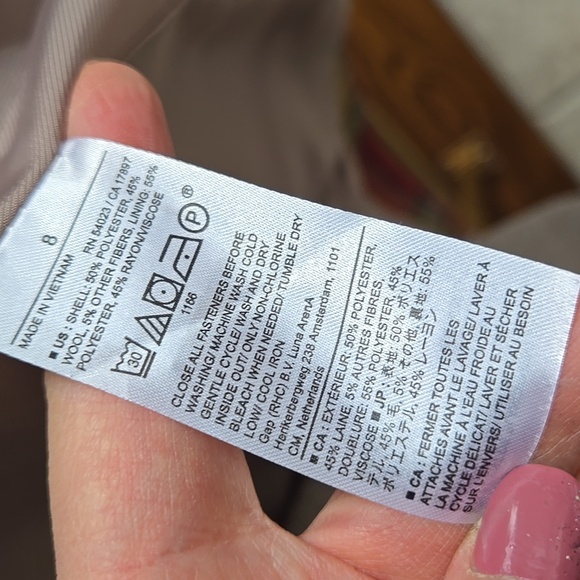 8
MADE IN VIETNAM
■ US : SHELL: 50% POLYESTER, 45%
WOOL, 5% OTHER FIBERS, LINING: 55%
POLYESTER, 45% RAYON/VISCOSE
RN 54023 / CA 17897
30
P
®
1166
CLOSE ALL FASTENERS BEFORE
WASHING/ MACHINE WASH COLD
GENTLE CYCLE/ WASH AND DRY
INSIDE OUT/ ONLY NON-CHLORINE
BLEACH WHEN NEEDED/ TUMBLE DRY
LOW/ COOL IRON
Gap (RHC) B.V. Luna ArenA
Herikerbergweg 238 Amsterdam, 1101
CM, Netherlands
■ CA : EXTÉRIEUR: 50% POLYESTER,
45% LAINE, 5% AUTRES FIBRES,
DOUBLURE: 55% POLYESTER, 45%
VISCOSE ■ JP : 表地: 50% ポリエス
テル, 45% 毛, 5% その他, 裏地: 55%
ポリエステル, 45% レーヨン
■ CA : FERMER TOUTES LES
ATTACHES AVANT LE LAVAGE/ LAVER À
LA MACHINE À L'EAU FROIDE AU
CYCLE DÉLICAT/ LAVER ET SÉCHER
SUR L'ENVERS/ UTILISER AU BESOIN